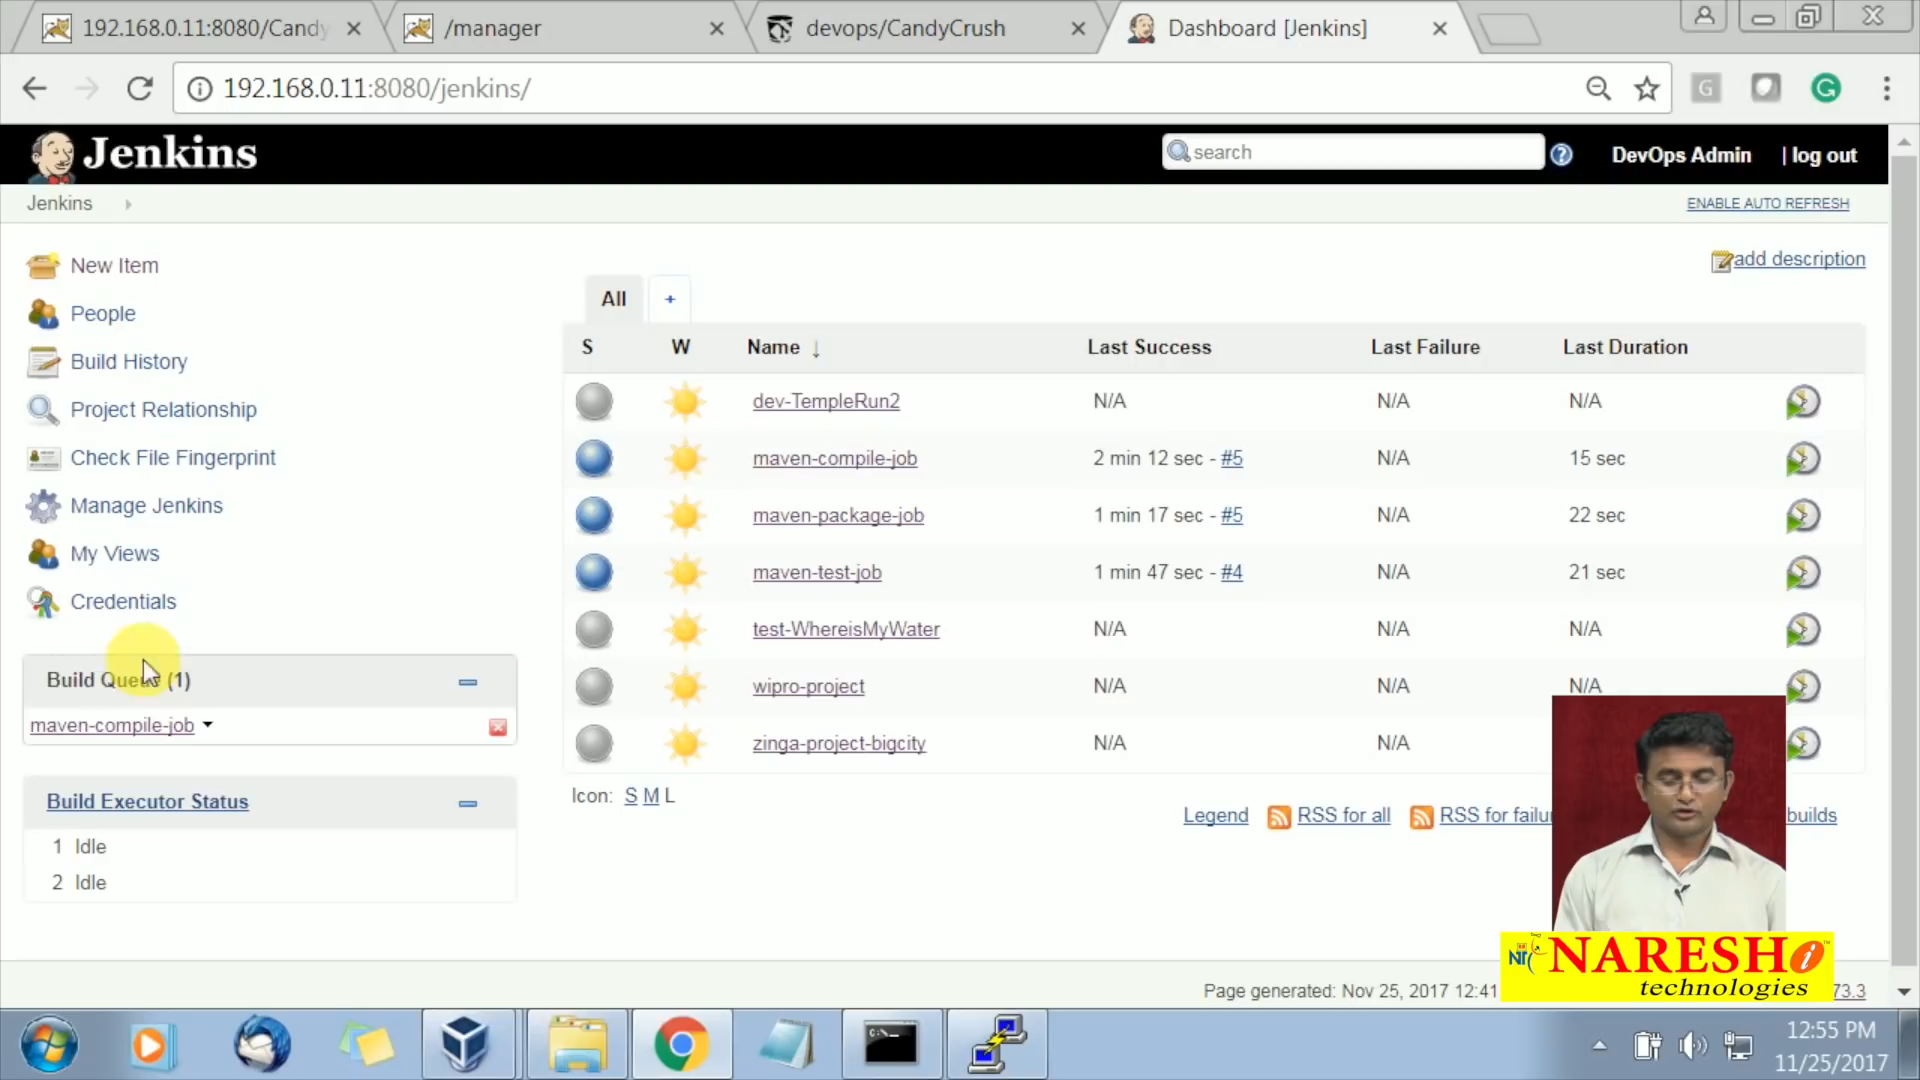 192.168.0.11:8080/Candy
/manager
devops/CandyCrush
Dashboard [Jenkins]
192.168.0.11:8080/jenkins/
G
G
Jenkins
search
?
DevOps Admin
| log out
Jenkins
ENABLE AUTO REFRESH
New Item
People
Build History
Project Relationship
Check File Fingerprint
Manage Jenkins
My Views
Credentials
Build Queue (1)
maven-compile-job
Build Executor Status
1 Idle
2 Idle
add description
All +
S W Name ↓ Last Success Last Failure Last Duration
dev-TempleRun2 N/A N/A N/A
maven-compile-job 2 min 12 sec - #5 N/A 15 sec
maven-package-job 1 min 17 sec - #5 N/A 22 sec
maven-test-job 1 min 47 sec - #4 N/A 21 sec
test-WhereisMyWater N/A N/A N/A
wipro-project N/A N/A N/A
zinga-project-bigcity N/A N/A
Icon: S M L
Legend RSS for all RSS for failu builds
Page generated: Nov 25, 2017 12:41 73.3
NARESH i
technologies
12:55 PM
11/25/2017